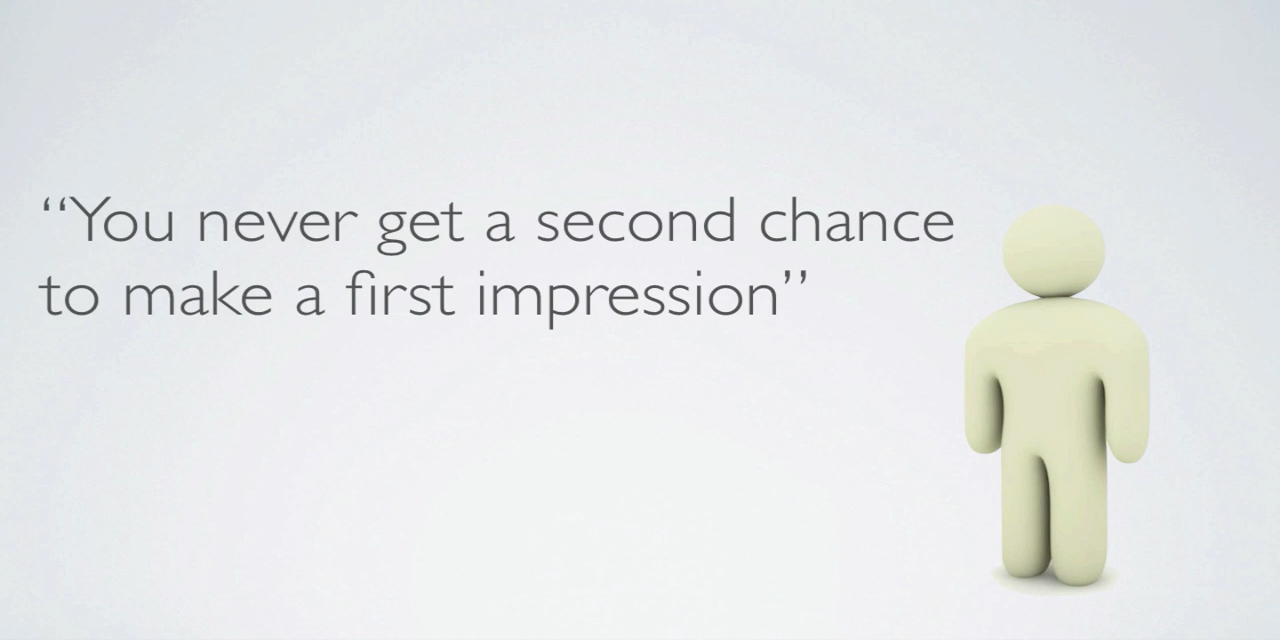 “You never get a second chance
to make a first impression”